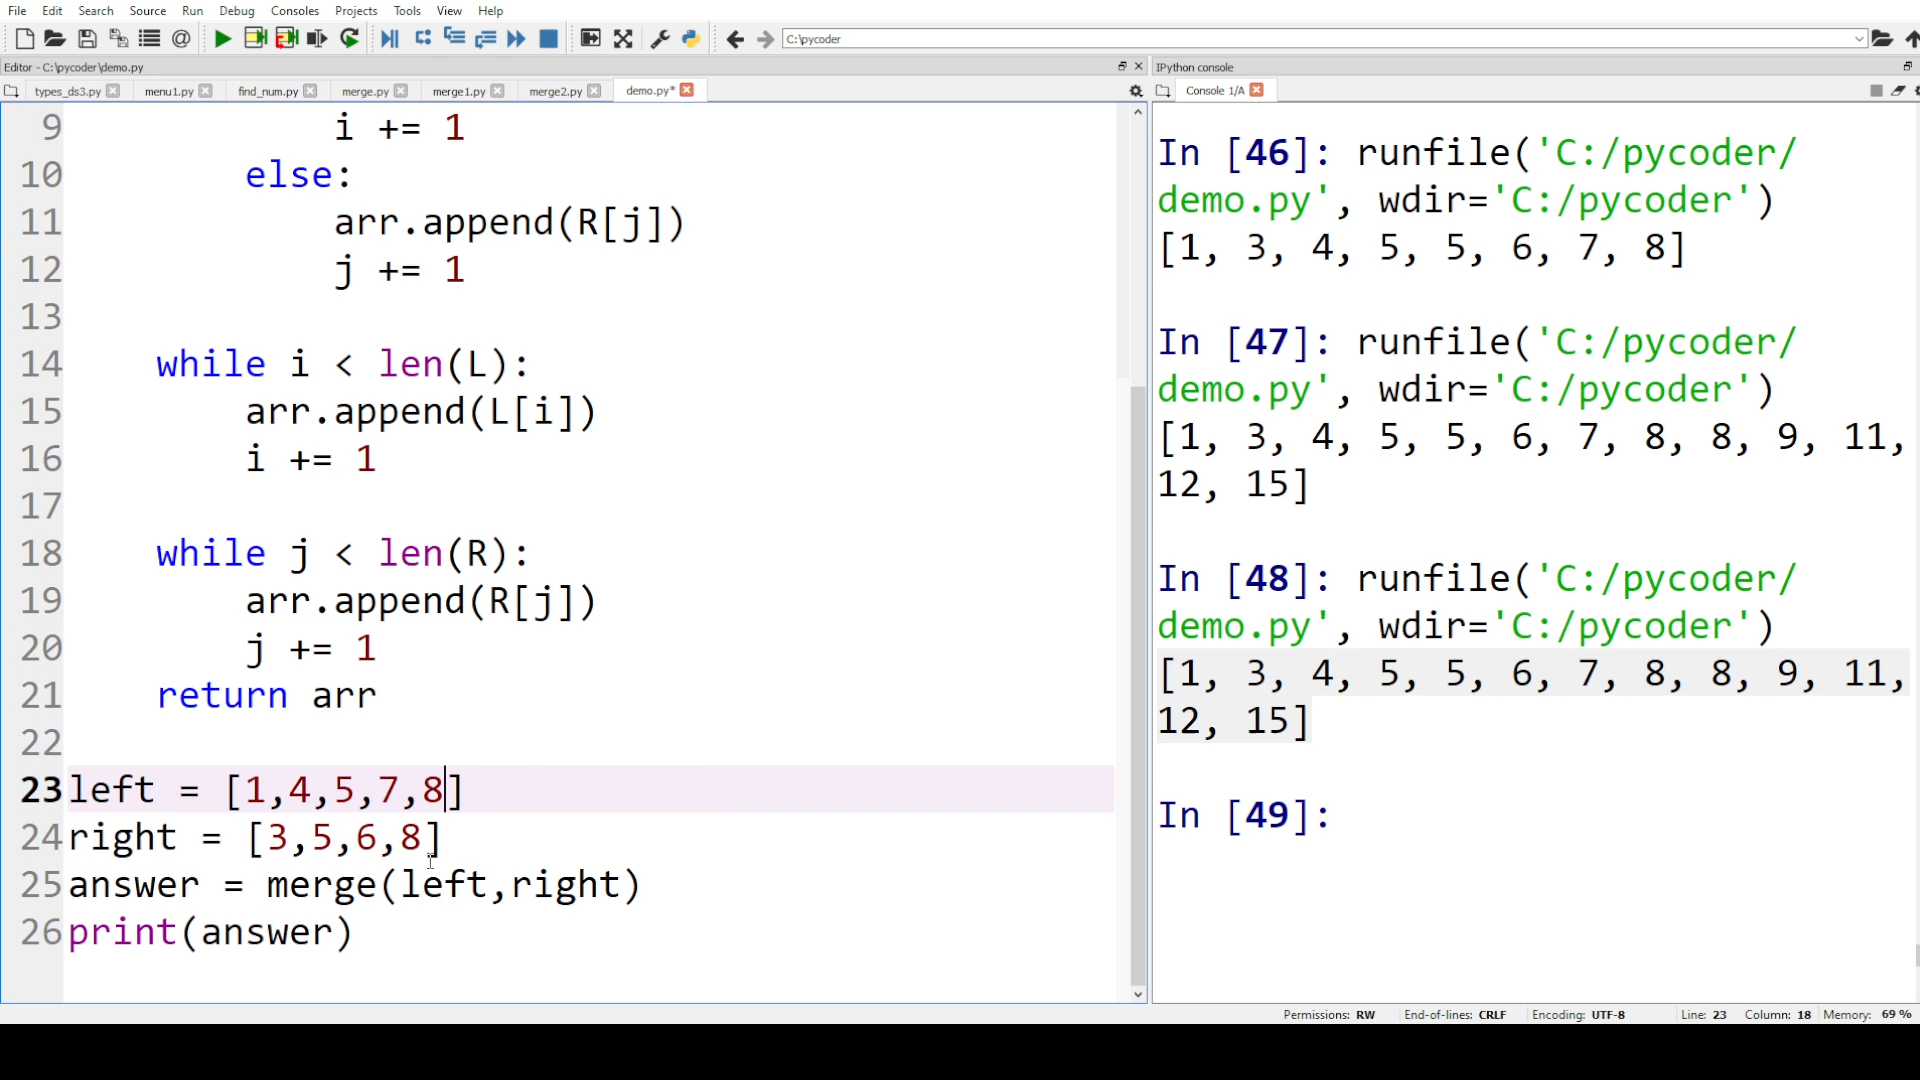 File Edit Search Source Run Debug Consoles Projects Tools View Help
C:\pycoder
Editor - C:\pycoder\demo.py
types_ds3.py menu1.py find_num.py merge.py merge1.py merge2.py demo.py*
9 i += 1
10 else:
11 arr.append(R[j])
12 j += 1
13
14 while i < len(L):
15 arr.append(L[i])
16 i += 1
17
18 while j < len(R):
19 arr.append(R[j])
20 j += 1
21 return arr
22
23 left = [1,4,5,7,8]
24 right = [3,5,6,8]
25 answer = merge(left,right)
26 print(answer)
IPython console
Console 1/A
In [46]: runfile('C:/pycoder/
demo.py', wdir='C:/pycoder')
[1, 3, 4, 5, 5, 6, 7, 8]
In [47]: runfile('C:/pycoder/
demo.py', wdir='C:/pycoder')
[1, 3, 4, 5, 5, 6, 7, 8, 8, 9, 11,
12, 15]
In [48]: runfile('C:/pycoder/
demo.py', wdir='C:/pycoder')
[1, 3, 4, 5, 5, 6, 7, 8, 8, 9, 11,
12, 15]
In [49]:
Permissions: RW End-of-lines: CRLF Encoding: UTF-8 Line: 23 Column: 18 Memory: 69 %